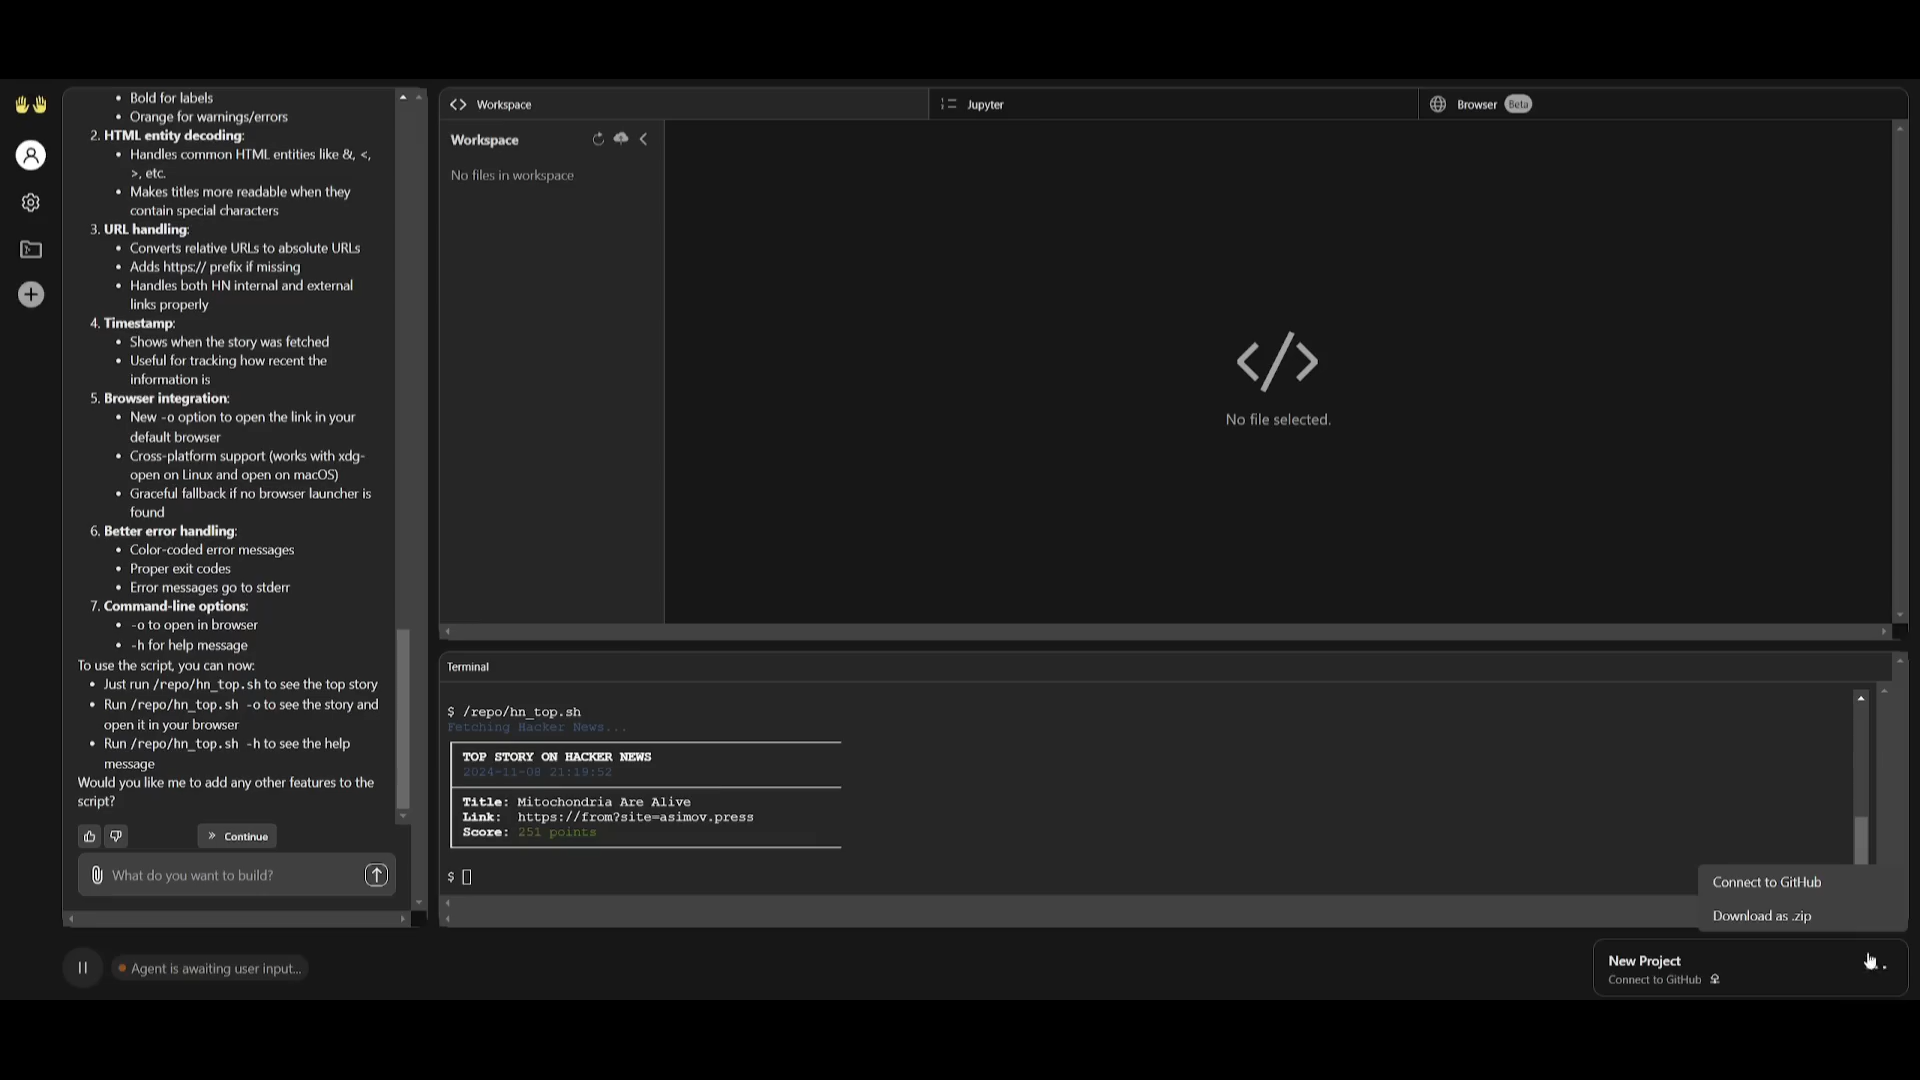 • Bold for labels
• Orange for warnings/errors
2. HTML entity decoding:
• Handles common HTML entities like &, <,
>, etc.
• Makes titles more readable when they
contain special characters
3. URL handling:
• Converts relative URLs to absolute URLs
• Adds https:// prefix if missing
• Handles both HN internal and external
links properly
4. Timestamp:
• Shows when the story was fetched
• Useful for tracking how recent the
information is
5. Browser integration:
• New -o option to open the link in your
default browser
• Cross-platform support (works with xdg-
open on Linux and open on macOS)
• Graceful fallback if no browser launcher is
found
6. Better error handling:
• Color-coded error messages
• Proper exit codes
• Error messages go to stderr
7. Command-line options:
• -o to open in browser
• -h for help message
To use the script, you can now:
• Just run /repo/hn_top.sh to see the top story
• Run /repo/hn_top.sh -o to see the story and
open it in your browser
• Run /repo/hn_top.sh -h to see the help
message
Would you like me to add any other features to the
script?
Continue
What do you want to build?
Agent is awaiting user input...
Workspace
Jupyter
Browser Beta
Workspace
No files in workspace
No file selected.
Terminal
$ /repo/hn_top.sh
Fetching Hacker News...
TOP STORY ON HACKER NEWS
2024-11-08 21:19:52
Title: Mitochondria Are Alive
Link: https://from?site=asimov.press
Score: 251 points
$
Connect to GitHub
Download as .zip
New Project
Connect to GitHub